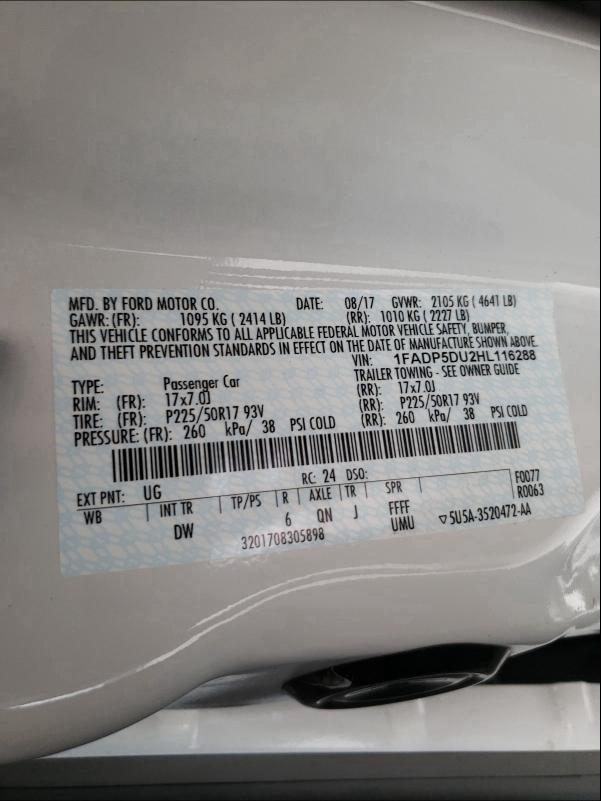 MFD. BY FORD MOTOR CO. DATE: 08/17 GVWR: 2105 KG ( 4641 LB)
GAWR: (FR): 1095 KG ( 2414 LB) (RR): 1010 KG ( 2227 LB)
THIS VEHICLE CONFORMS TO ALL APPLICABLE FEDERAL MOTOR VEHICLE SAFETY, BUMPER,
AND THEFT PREVENTION STANDARDS IN EFFECT ON THE DATE OF MANUFACTURE SHOWN ABOVE.
VIN: 1FADP5DU2HL116288
TYPE: Passenger Car TRAILER TOWING - SEE OWNER GUIDE
RIM: (FR): 17x7.0J (RR): 17x7.0J
TIRE: (FR): P225/50R17 93V (RR): P225/50R17 93V
PRESSURE: (FR): 260 kPa/ 38 PSI COLD (RR): 260 kPa/ 38 PSI COLD
EXT PNT: UG RC: 24 DSO: F0077
WB INT TR TP/PS R AXLE TR SPR R0063
DW 6 QN J FFFF
3201708305898 UMU ▽5U5A-3520472-AA